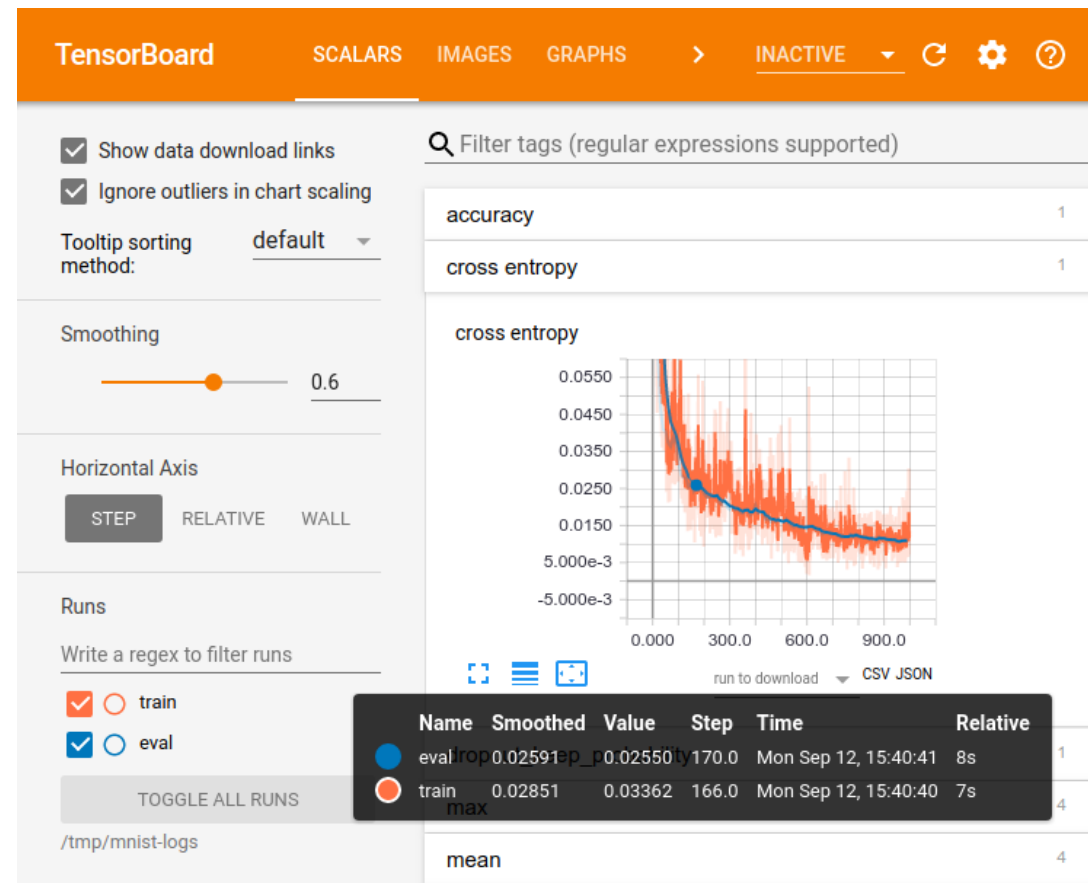 TensorBoard SCALARS IMAGES GRAPHS INACTIVE
Show data download links
Ignore outliers in chart scaling
Tooltip sorting method: default
Smoothing
0.6
Horizontal Axis
STEP RELATIVE WALL
Runs
Write a regex to filter runs
train
eval
TOGGLE ALL RUNS
/tmp/mnist-logs
Filter tags (regular expressions supported)
accuracy 1
cross entropy 1
cross entropy
0.0550
0.0450
0.0350
0.0250
0.0150
5.000e-3
-5.000e-3
0.000 300.0 600.0 900.0
run to download CSV JSON
Name Smoothed Value Step Time Relative
eval 0.02591 0.02550 170.0 Mon Sep 12, 15:40:41 8s
train 0.02851 0.03362 166.0 Mon Sep 12, 15:40:40 7s
1
max 4
mean 4